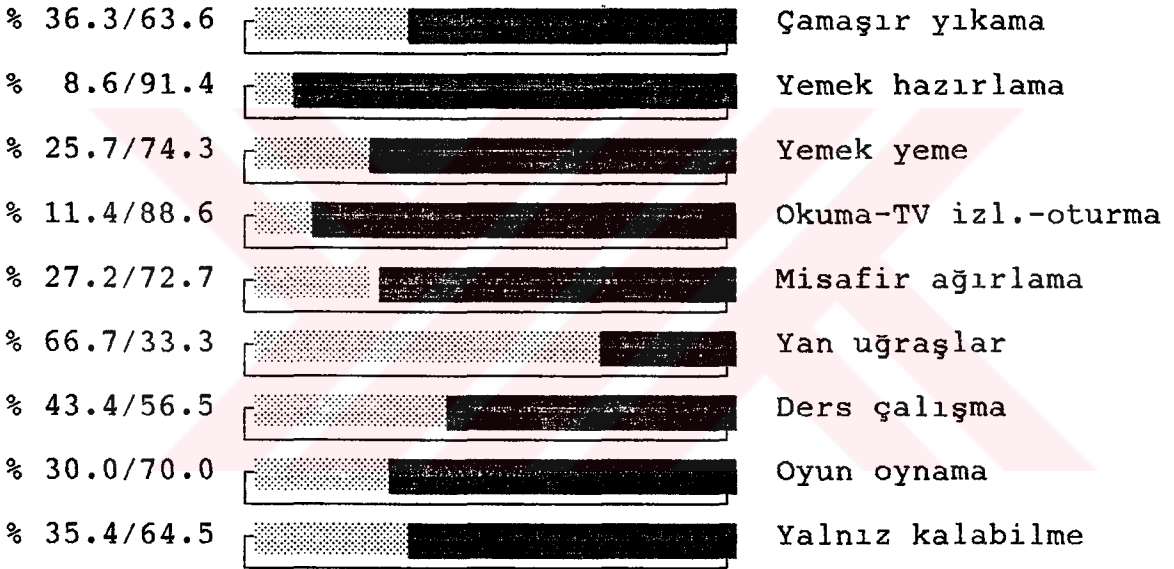 % 36.3/63.6 Çamaşır yıkama
% 8.6/91.4 Yemek hazırlama
% 25.7/74.3 Yemek yeme
% 11.4/88.6 Okuma-TV izl.-oturma
% 27.2/72.7 Misafir ağırlama
% 66.7/33.3 Yan uğraşlar
% 43.4/56.5 Ders çalışma
% 30.0/70.0 Oyun oynama
% 35.4/64.5 Yalnız kalabilme